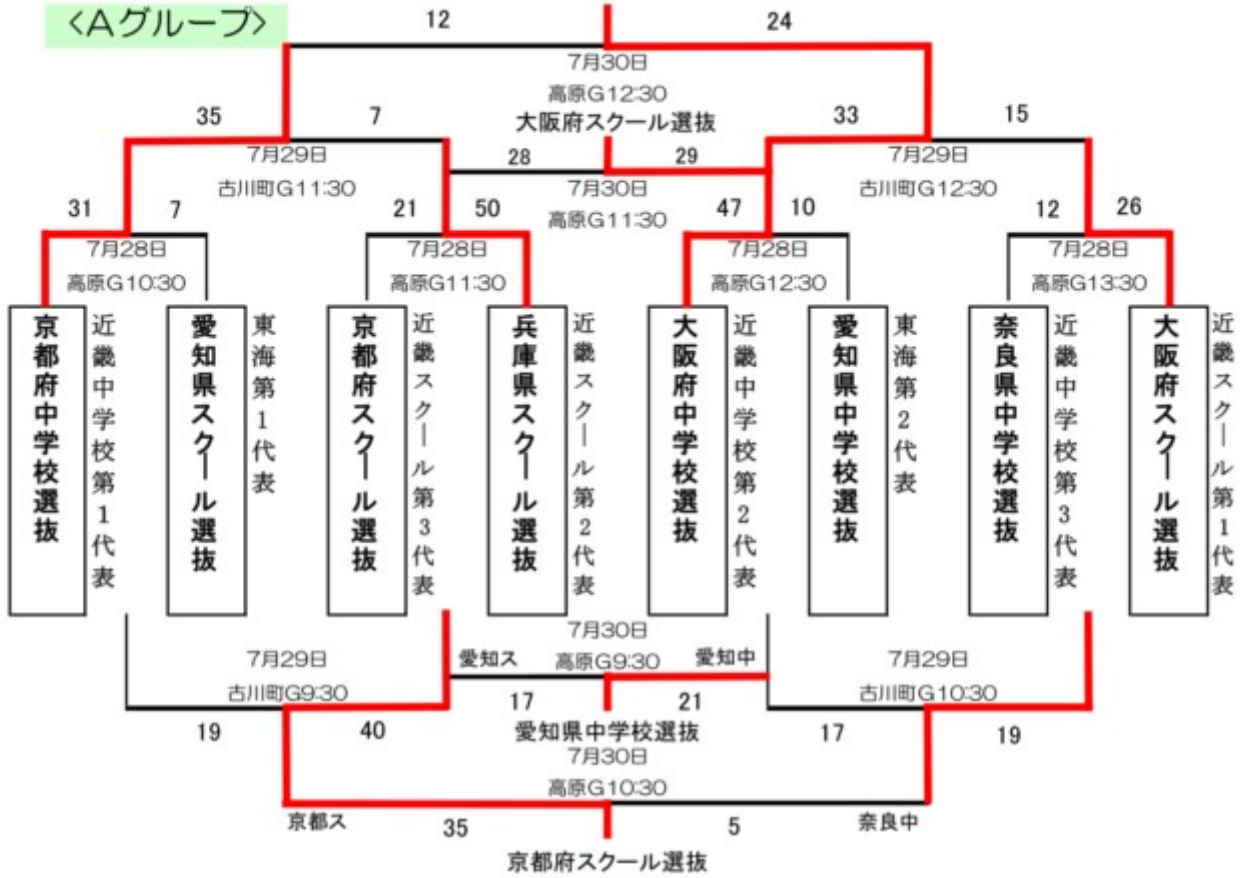 <Aグループ>
12
24
7月30日
高原G12:30
大阪府スクール選抜
35
7
33
15
7月29日
古川町G11:30
28
29
7月30日
高原G11:30
7月29日
古川町G12:30
31
7
21
50
47
10
12
26
7月28日
高原G10:30
7月28日
高原G11:30
7月28日
高原G12:30
7月28日
高原G13:30
京都府中学校選抜
近畿中学校第1代表
愛知県スクール選抜
東海第1代表
京都府スクール選抜
近畿スクール第3代表
兵庫県スクール選抜
近畿スクール第2代表
大阪府中学校選抜
近畿中学校第2代表
愛知県中学校選抜
東海第2代表
奈良県中学校選抜
近畿中学校第3代表
大阪府スクール選抜
近畿スクール第1代表
7月29日
古川町G9:30
愛知ス
7月30日
高原G9:30
愛知中
7月29日
古川町G10:30
19
40
17
21
17
19
愛知県中学校選抜
7月30日
高原G10:30
京都ス
35
5
奈良中
京都府スクール選抜